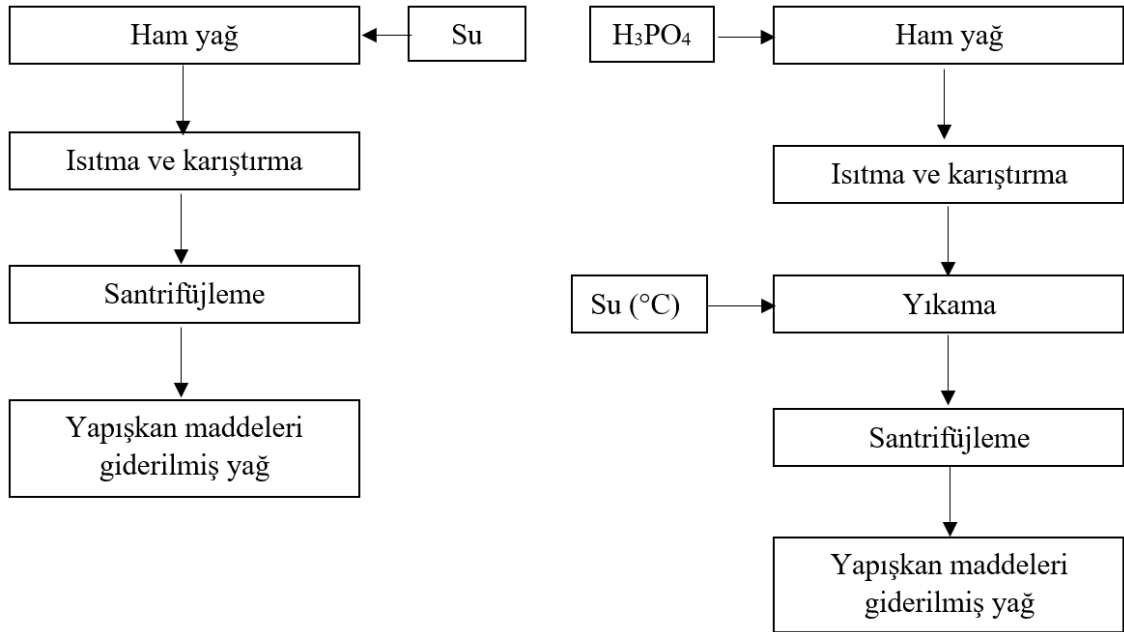 Ham yağ
Su
Isıtma ve karıştırma
Santrifüjleme
Yapışkan maddeleri
giderilmiş yağ
H₃PO₄
Ham yağ
Isıtma ve karıştırma
Su (°C)
Yıkama
Santrifüjleme
Yapışkan maddeleri
giderilmiş yağ